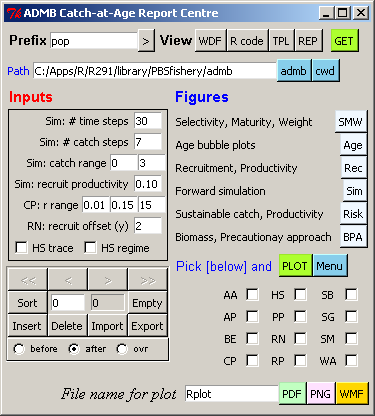 ADMB Catch-at-Age Report Centre
Prefix pop > View WDF R code TPL REP GET
Path C:/Apps/R/R291/library/PBSfishery/admb admb cwd
Inputs
Sim: # time steps 30
Sim: # catch steps 7
Sim: catch range 0 3
Sim: recruit productivity 0.10
CP: r range 0.01 0.15 15
RN: recruit offset (y) 2
HS trace HS regime
<< < > >>
Sort 0 0 Empty
Insert Delete Import Export
before after ovr
Figures
Selectivity, Maturity, Weight SMW
Age bubble plots Age
Recruitment, Productivity Rec
Forward simulation Sim
Sustainable catch, Productivity Risk
Biomass, Precautionay approach BPA
Pick [below] and PLOT Menu
AA HS SB
AP PP SG
BE RN SM
CP RP WA
File name for plot Rplot PDF PNG WMF